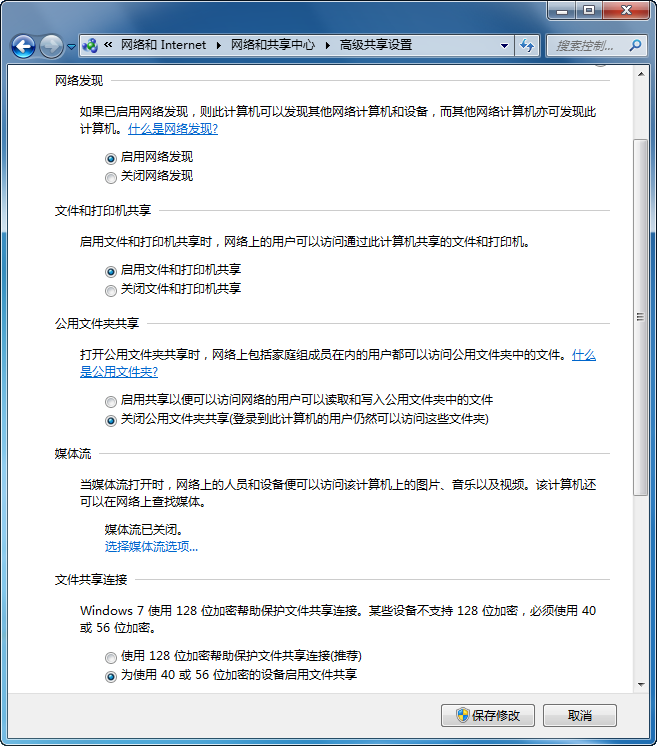 « 网络和 Internet ▸ 网络和共享中心 ▸ 高级共享设置
搜索控制...
网络发现
如果已启用网络发现，则此计算机可以发现其他网络计算机和设备，而其他网络计算机亦可发现此
计算机。什么是网络发现?
启用网络发现
关闭网络发现
文件和打印机共享
启用文件和打印机共享时，网络上的用户可以访问通过此计算机共享的文件和打印机。
启用文件和打印机共享
关闭文件和打印机共享
公用文件夹共享
打开公用文件夹共享时，网络上包括家庭组成员在内的用户都可以访问公用文件夹中的文件。什么
是公用文件夹?
启用共享以便可以访问网络的用户可以读取和写入公用文件夹中的文件
关闭公用文件夹共享(登录到此计算机的用户仍然可以访问这些文件夹)
媒体流
当媒体流打开时，网络上的人员和设备便可以访问该计算机上的图片、音乐以及视频。该计算机还
可以在网络上查找媒体。
媒体流已关闭。
选择媒体流选项...
文件共享连接
Windows 7 使用 128 位加密帮助保护文件共享连接。某些设备不支持 128 位加密，必须使用 40
或 56 位加密。
使用 128 位加密帮助保护文件共享连接(推荐)
为使用 40 或 56 位加密的设备启用文件共享
保存修改
取消